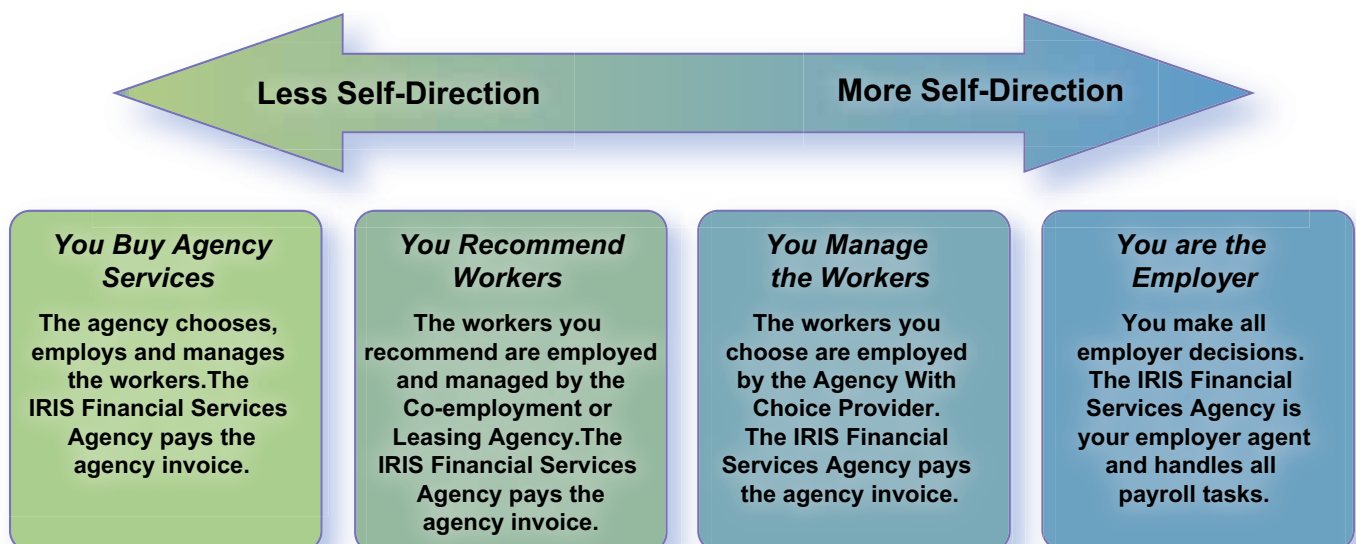 Less Self-Direction
More Self-Direction
You Buy Agency
Services
The agency chooses,
employs and manages
the workers.The
IRIS Financial Services
Agency pays the
agency invoice.
You Recommend
Workers
The workers you
recommend are employed
and managed by the
Co-employment or
Leasing Agency.The
IRIS Financial Services
Agency pays the
agency invoice.
You Manage
the Workers
The workers you
choose are employed
by the Agency With
Choice Provider.
The IRIS Financial
Services Agency pays
the agency invoice.
You are the
Employer
You make all
employer decisions.
The IRIS Financial
Services Agency is
your employer agent
and handles all
payroll tasks.